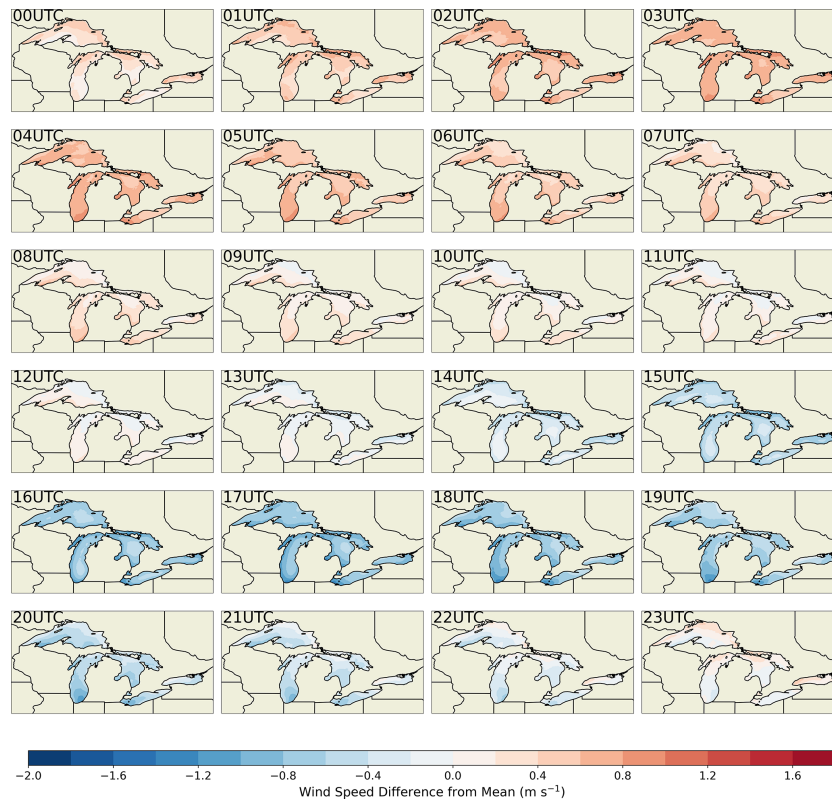 00UTC 01UTC 02UTC 03UTC
04UTC 05UTC 06UTC 07UTC
08UTC 09UTC 10UTC 11UTC
12UTC 13UTC 14UTC 15UTC
16UTC 17UTC 18UTC 19UTC
20UTC 21UTC 22UTC 23UTC
−2.0 −1.6 −1.2 −0.8 −0.4 0.0 0.4 0.8 1.2 1.6
Wind Speed Difference from Mean (m s⁻¹)